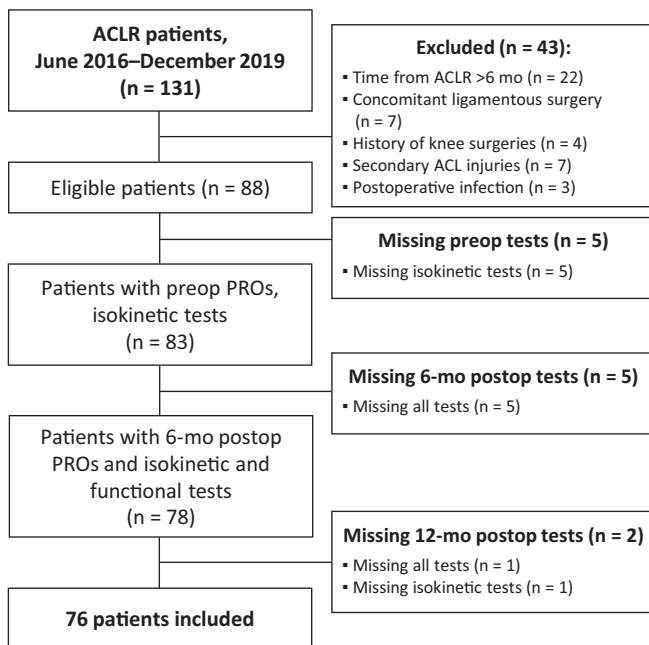 ACLR patients,
June 2016–December 2019
(n = 131)
Excluded (n = 43):
▪ Time from ACLR >6 mo (n = 22)
▪ Concomitant ligamentous surgery
(n = 7)
▪ History of knee surgeries (n = 4)
▪ Secondary ACL injuries (n = 7)
▪ Postoperative infection (n = 3)
Eligible patients (n = 88)
Missing preop tests (n = 5)
▪ Missing isokinetic tests (n = 5)
Patients with preop PROs,
isokinetic tests
(n = 83)
Missing 6-mo postop tests (n = 5)
▪ Missing all tests (n = 5)
Patients with 6-mo postop
PROs and isokinetic and
functional tests
(n = 78)
Missing 12-mo postop tests (n = 2)
▪ Missing all tests (n = 1)
▪ Missing isokinetic tests (n = 1)
76 patients included